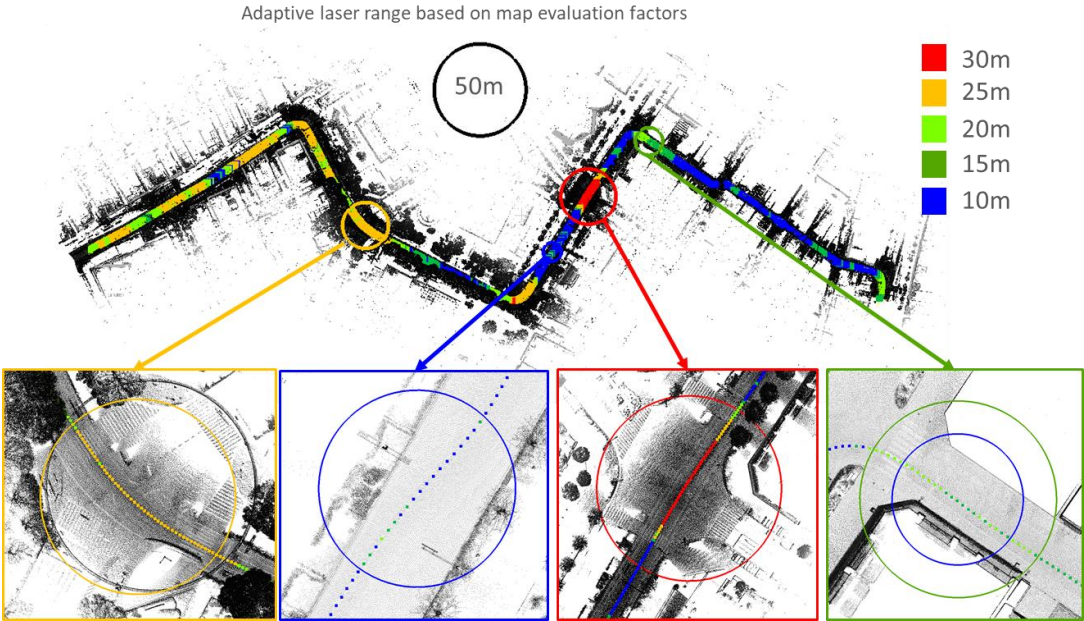 Adaptive laser range based on map evaluation factors
50m
30m
25m
20m
15m
10m